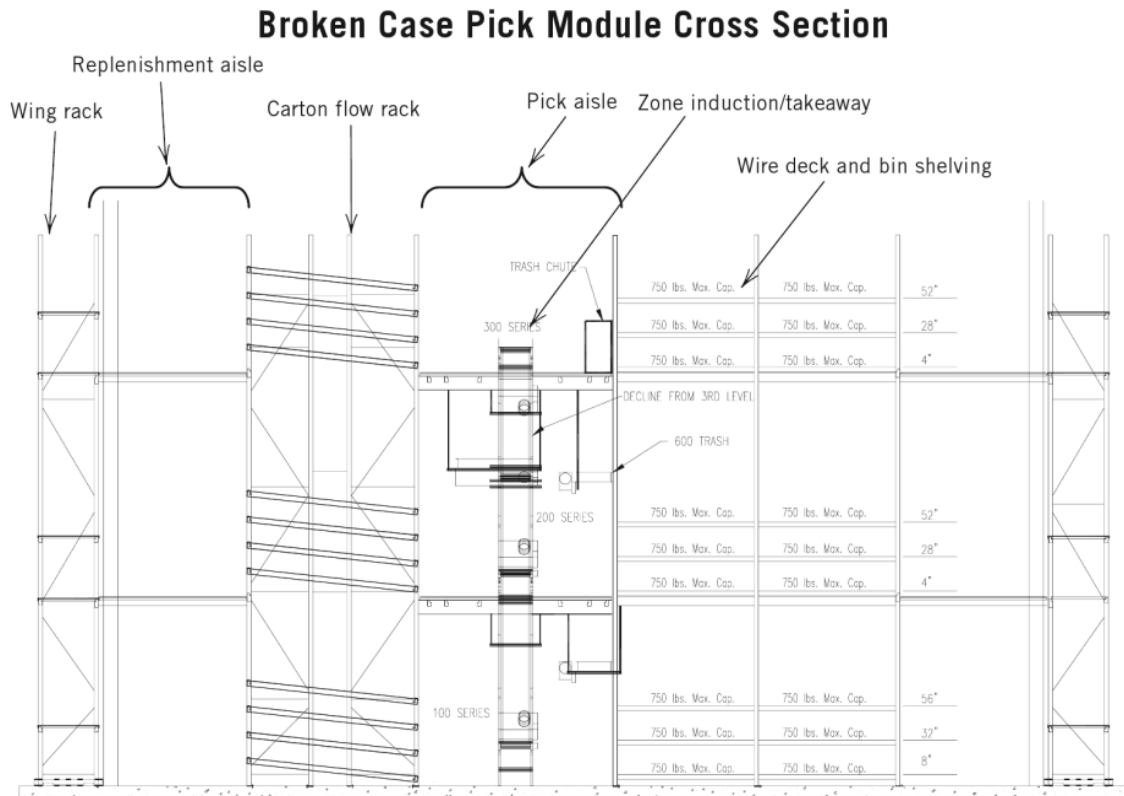 Broken Case Pick Module Cross Section
Replenishment aisle
Wing rack
Carton flow rack
Pick aisle
Zone induction/takeaway
Wire deck and bin shelving
TRASH CHUTE
300 SERIES
750 lbs. Max. Cap. 750 lbs. Max. Cap. 52"
750 lbs. Max. Cap. 750 lbs. Max. Cap. 28"
750 lbs. Max. Cap. 750 lbs. Max. Cap. 4"
DECLINE FROM 3RD LEVEL
600 TRASH
200 SERIES
750 lbs. Max. Cap. 750 lbs. Max. Cap. 52"
750 lbs. Max. Cap. 750 lbs. Max. Cap. 28"
750 lbs. Max. Cap. 750 lbs. Max. Cap. 4"
100 SERIES
750 lbs. Max. Cap. 750 lbs. Max. Cap. 56"
750 lbs. Max. Cap. 750 lbs. Max. Cap. 32"
750 lbs. Max. Cap. 750 lbs. Max. Cap. 8"